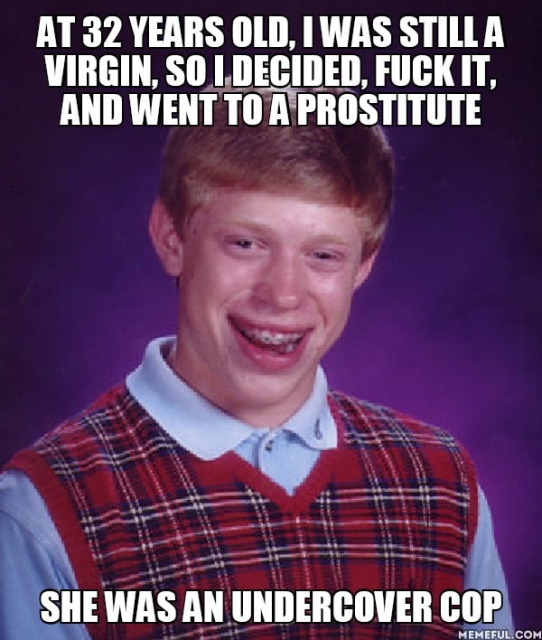 AT 32 YEARS OLD, I WAS STILL A
VIRGIN, SO I DECIDED, FUCK IT,
AND WENT TO A PROSTITUTE
SHE WAS AN UNDERCOVER COP
MEMEFUL.COM